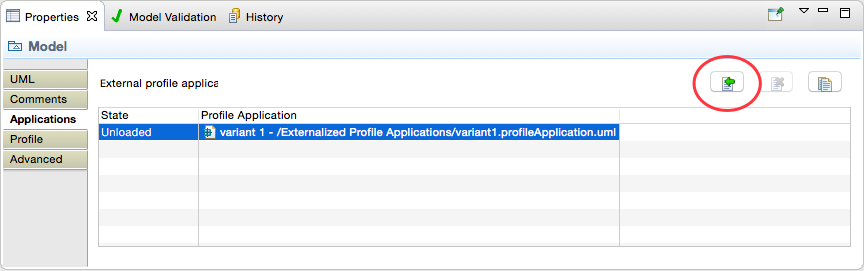 Properties Model Validation History
Model
UML
Comments
Applications
Profile
Advanced
External profile applica
State Profile Application
Unloaded variant 1 - /Externalized Profile Applications/variant1.profileApplication.uml